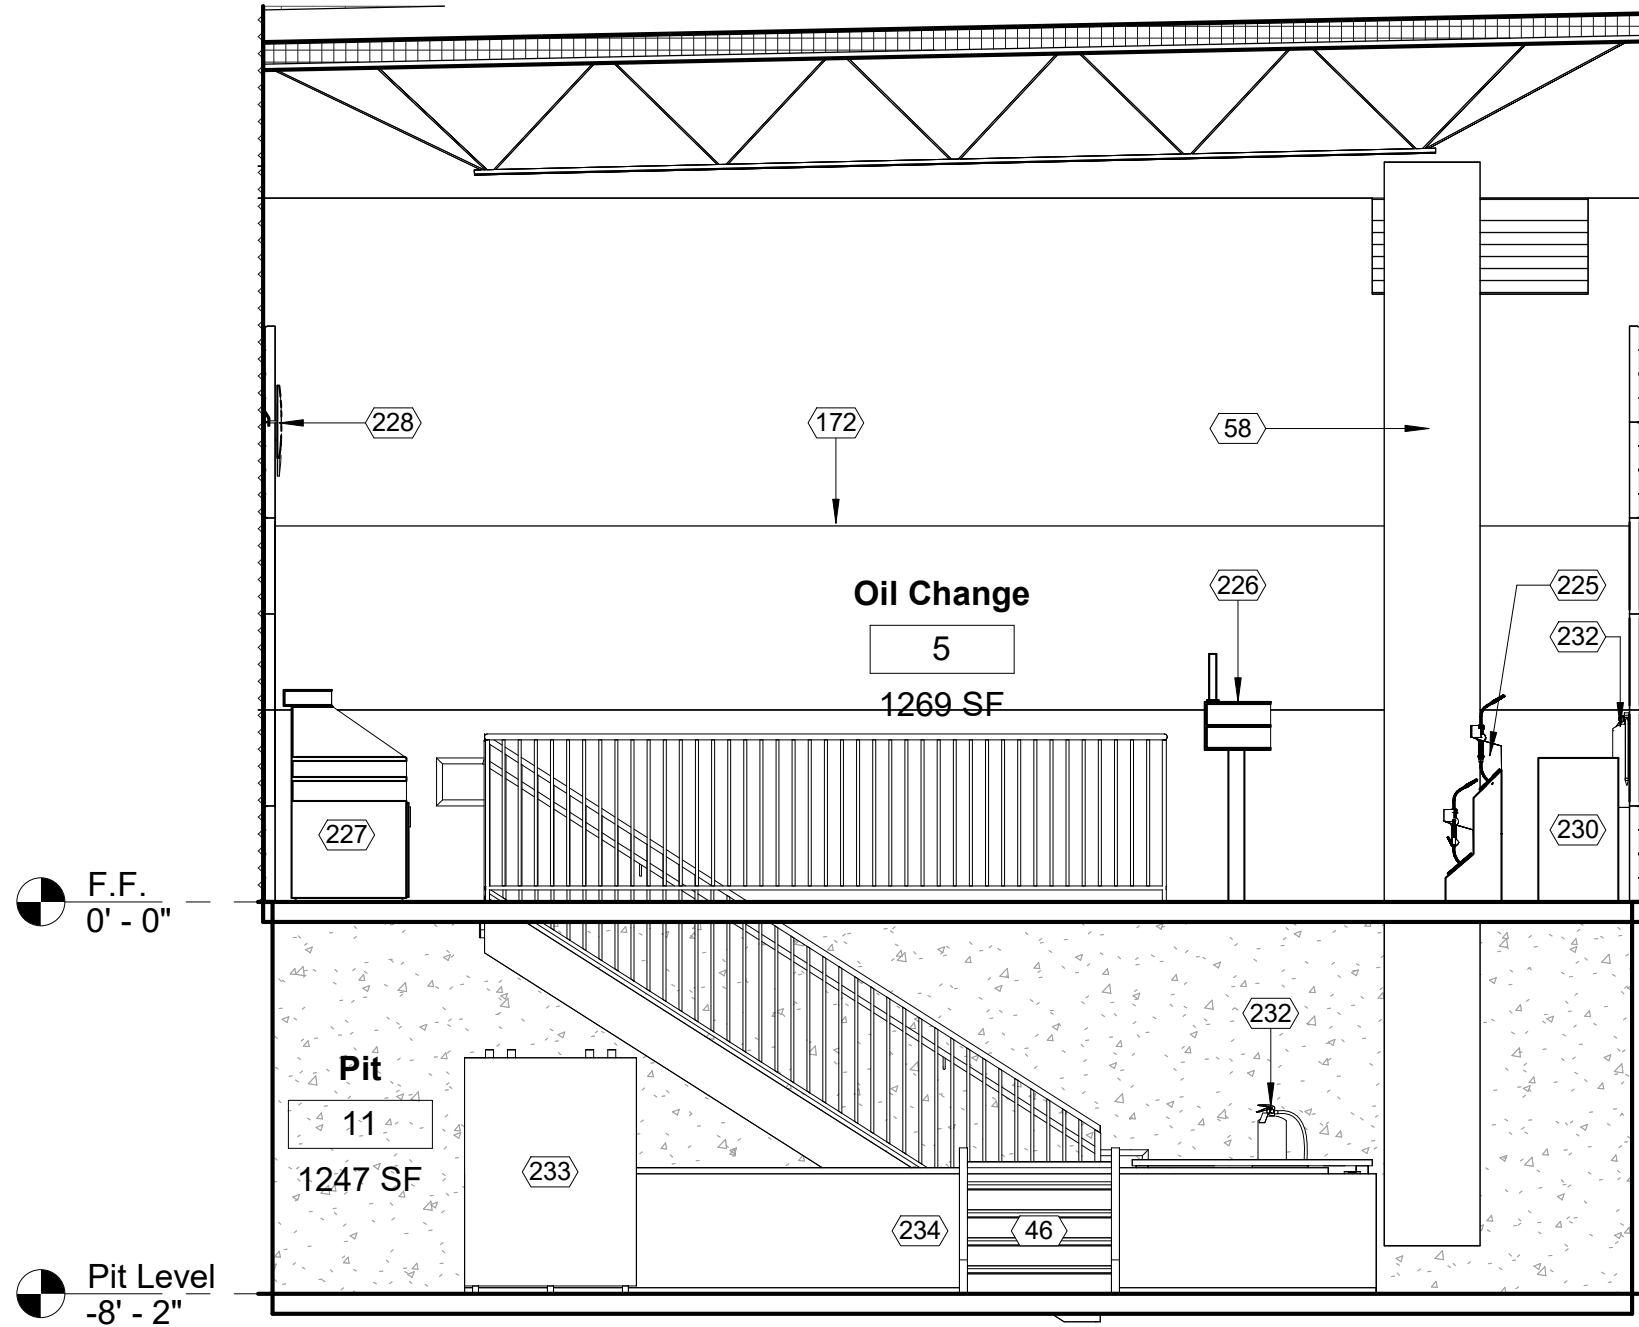 228
172
58
Oil Change
5
1269 SF
226
225
232
227
230
F.F.
0' - 0"
232
Pit
11
1247 SF
233
234
46
Pit Level
-8' - 2"